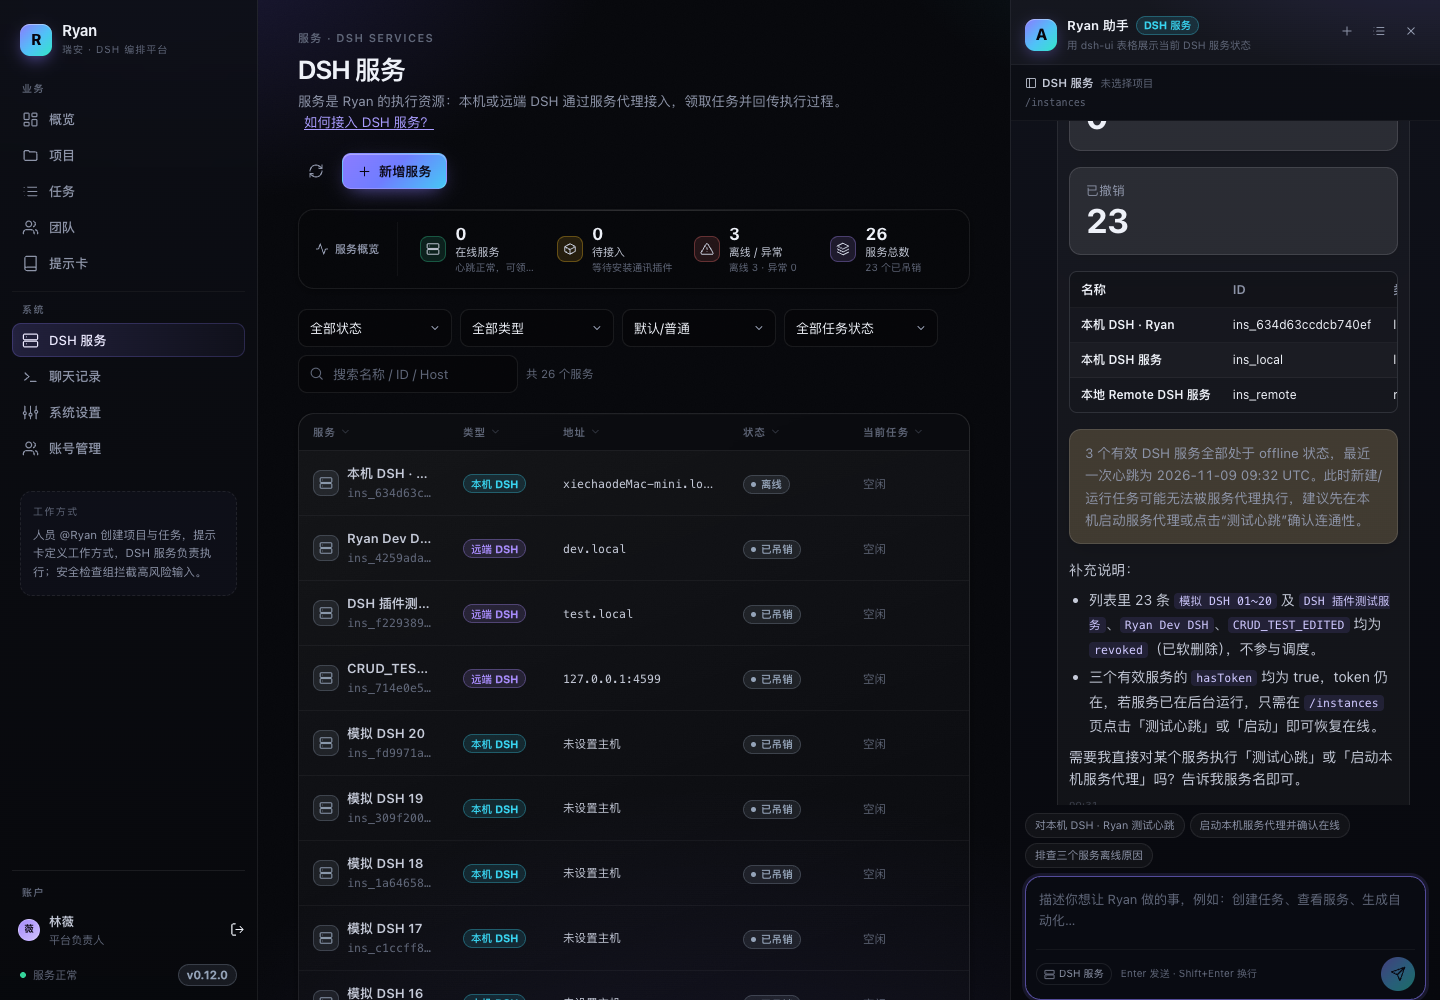 R
Ryan
瑞安 · DSH 编排平台
业务
概览
项目
任务
团队
提示卡
系统
DSH 服务
聊天记录
系统设置
账号管理
工作方式
人员 @Ryan 创建项目与任务，提示
卡定义工作方式，DSH 服务负责执
行；安全检查组拦截高风险输入。
账户
薇
林薇
平台负责人
服务正常
v0.12.0
服务 · DSH SERVICES
DSH 服务
服务是 Ryan 的执行资源：本机或远端 DSH 通过服务代理接入，领取任务并回传执行过程。
如何接入 DSH 服务？
新增服务
服务概览
0
在线服务
心跳正常，可领…
0
待接入
等待安装通讯插件
3
离线 / 异常
离线 3 · 异常 0
26
服务总数
23 个已吊销
全部状态
全部类型
默认/普通
全部任务状态
搜索名称 / ID / Host
共 26 个服务
服务 类型 地址 状态 当前任务
本机 DSH · …
ins_634d63c…
本机 DSH
xiechaodeMac-mini.lo…
离线
空闲
Ryan Dev D…
ins_4259ada…
远端 DSH
dev.local
已吊销
空闲
DSH 插件测…
ins_f229389…
远端 DSH
test.local
已吊销
空闲
CRUD_TES…
ins_714e0e5…
远端 DSH
127.0.0.1:4599
已吊销
空闲
模拟 DSH 20
ins_fd9971a…
本机 DSH
未设置主机
已吊销
空闲
模拟 DSH 19
ins_309f200…
本机 DSH
未设置主机
已吊销
空闲
模拟 DSH 18
ins_1a64658…
本机 DSH
未设置主机
已吊销
空闲
模拟 DSH 17
ins_c1ccff8…
本机 DSH
未设置主机
已吊销
空闲
模拟 DSH 16
A
Ryan 助手
DSH 服务
用 dsh-ui 表格展示当前 DSH 服务状态
DSH 服务 未选择项目
/instances
已撤销
23
名称 ID
本机 DSH · Ryan ins_634d63ccdcb740ef
本机 DSH 服务 ins_local
本地 Remote DSH 服务 ins_remote
3 个有效 DSH 服务全部处于 offline 状态，最近
一次心跳为 2026-11-09 09:32 UTC。此时新建/
运行任务可能无法被服务代理执行，建议先在本
机启动服务代理或点击“测试心跳”确认连通性。
补充说明：
列表里 23 条 模拟 DSH 01~20 及 DSH 插件测试服
务 、 Ryan Dev DSH 、 CRUD_TEST_EDITED 均为
revoked （已软删除），不参与调度。
三个有效服务的 hasToken 均为 true，token 仍
在，若服务已在后台运行，只需在 /instances
页点击「测试心跳」或「启动」即可恢复在线。
需要我直接对某个服务执行「测试心跳」或「启动本
机服务代理」吗？告诉我服务名即可。
对本机 DSH · Ryan 测试心跳
启动本机服务代理并确认在线
排查三个服务离线原因
描述你想让 Ryan 做的事，例如：创建任务、查看服务、生成自
动化...
DSH 服务
Enter 发送 · Shift+Enter 换行